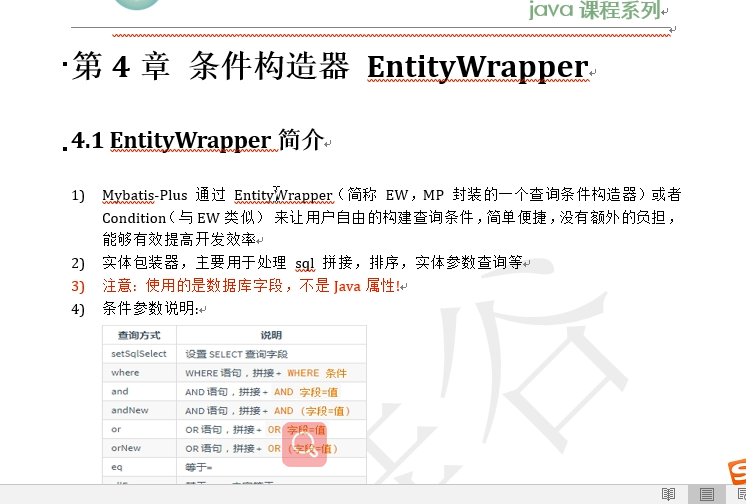 java 课程系列
第 4 章 条件构造器 EntityWrapper
4.1 EntityWrapper 简介
1) Mybatis-Plus 通过 EntityWrapper（简称 EW，MP 封装的一个查询条件构造器）或者
Condition（与 EW 类似） 来让用户自由的构建查询条件，简单便捷，没有额外的负担，
能够有效提高开发效率
2) 实体包装器，主要用于处理 sql 拼接，排序，实体参数查询等
3) 注意：使用的是数据库字段，不是 Java 属性!
4) 条件参数说明:
查询方式 说明
setSqlSelect 设置 SELECT 查询字段
where WHERE 语句，拼接 + WHERE 条件
and AND 语句，拼接 + AND 字段=值
andNew AND 语句，拼接 + AND (字段=值)
or OR 语句，拼接 + OR 字段=值
orNew OR 语句，拼接 + OR (字段=值)
eq 等于=
谷